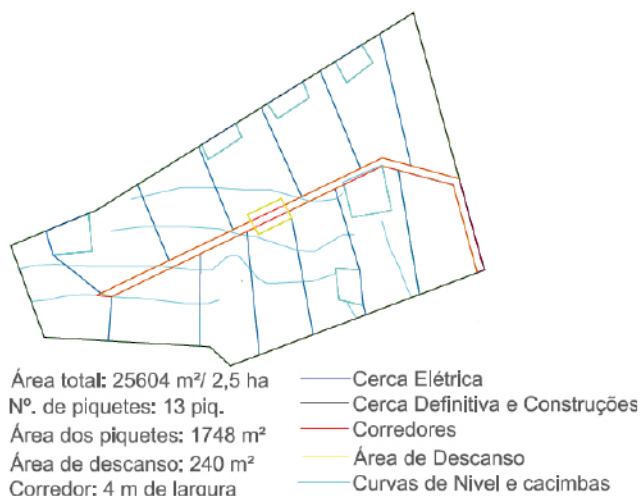 Área total: 25604 m²/ 2,5 ha
Nº. de piquetes: 13 piq.
Área dos piquetes: 1748 m²
Área de descanso: 240 m²
Corredor: 4 m de largura
Cerca Elétrica
Cerca Definitiva e Construções
Corredores
Área de Descanso
Curvas de Nivel e cacimbas